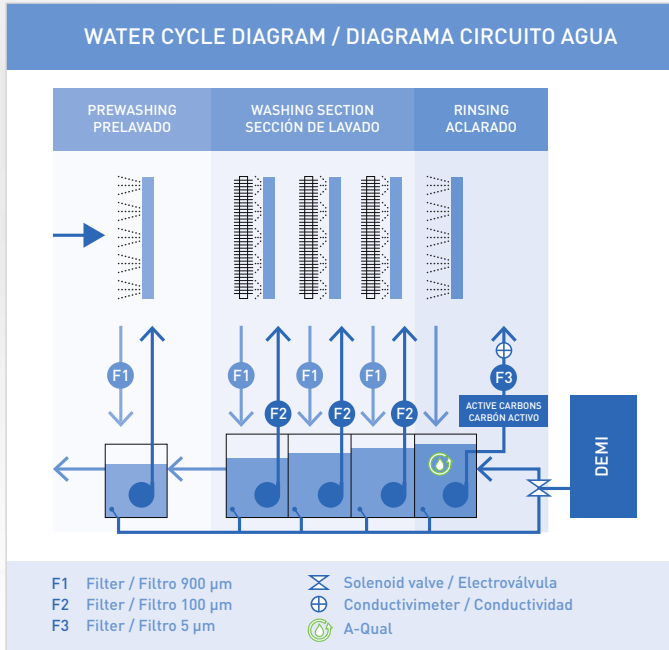 WATER CYCLE DIAGRAM / DIAGRAMA CIRCUITO AGUA
PREWASHING
PRELAVADO
WASHING SECTION
SECCIÓN DE LAVADO
RINSING
ACLARADO
F1
F1
F1
F1
F3
F2
F2
F2
ACTIVE CARBONS
CARBÓN ACTIVO
DEMI
F1 Filter / Filtro 900 µm
F2 Filter / Filtro 100 µm
F3 Filter / Filtro 5 µm
Solenoid valve / Electroválvula
Conductivimeter / Conductividad
A-Qual